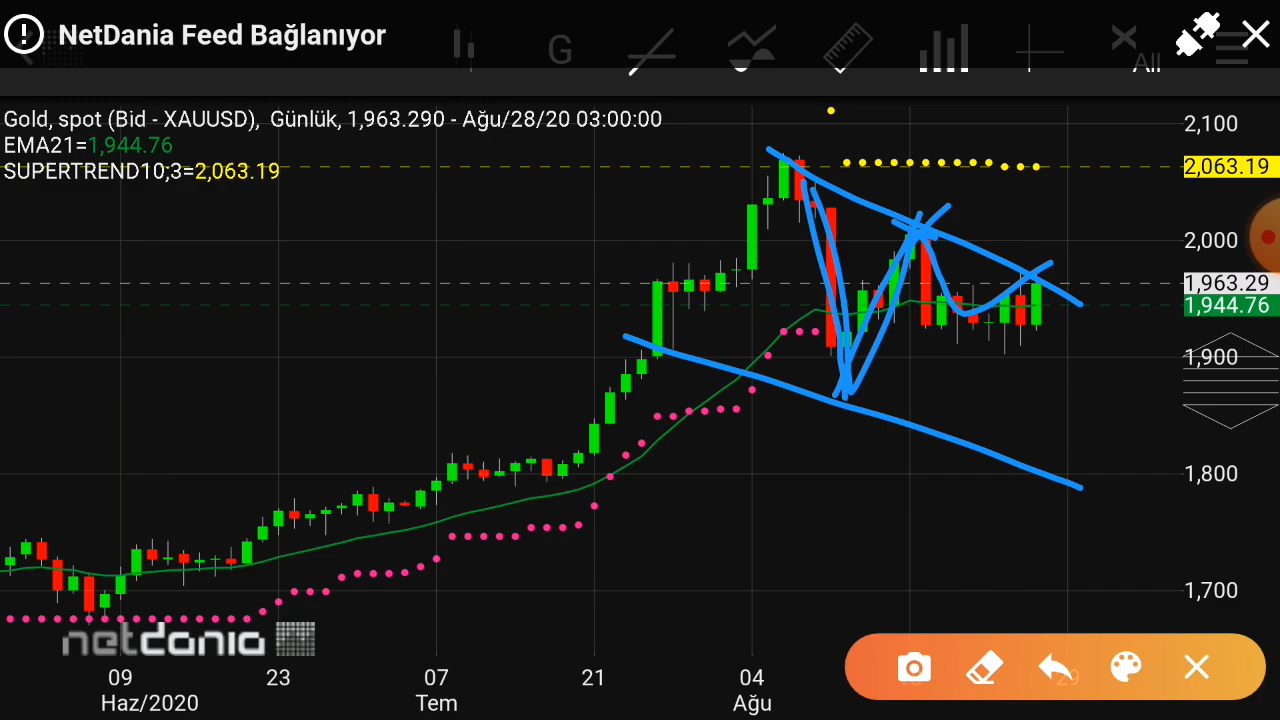 NetDania Feed Bağlanıyor
G
All
Gold, spot (Bid - XAUUSD), Günlük, 1,963.290 - Ağu/28/20 03:00:00
EMA21=1,944.76
SUPERTREND10;3=2,063.19
2,100
2,063.19
2,000
1,963.29
1,944.76
1,900
1,800
1,700
netdania
09
23
07
21
04
29
Haz/2020
Tem
Ağu